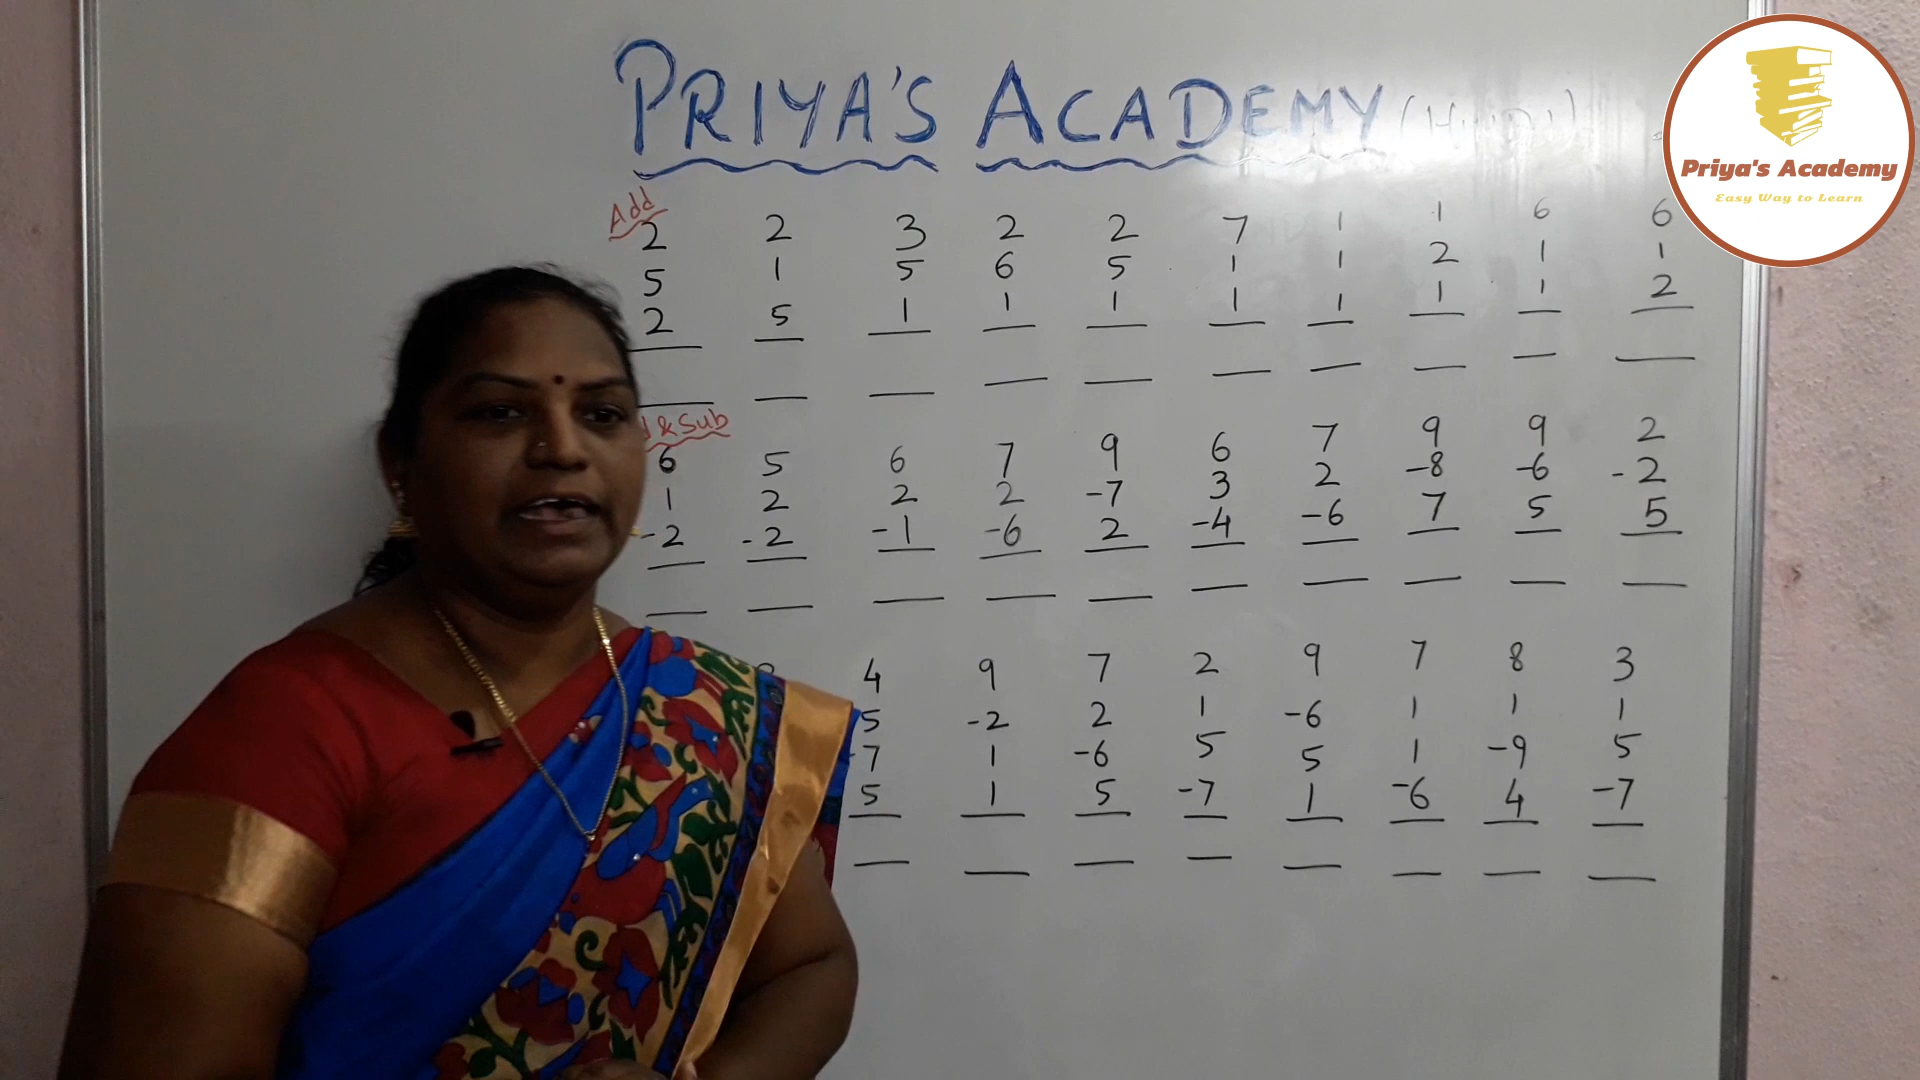 PRIYA'S ACADEMY (HINDI)
Priya's Academy
Easy Way to Learn
Add
2 2 3 2 2 7 1 1 6 6
5 1 5 6 5 1 1 2 1 1
2 5 1 1 1 1 1 1 1 2
& Sub
6 5 6 7 9 6 7 9 9 2
1 2 2 2 -7 3 2 -8 -6 -2
-2 -2 -1 -6 2 -4 -6 7 5 5
4 9 7 2 9 7 8 3
5 -2 2 1 -6 1 1 1
-7 1 -6 5 5 1 -9 5
5 1 5 -7 1 -6 4 -7